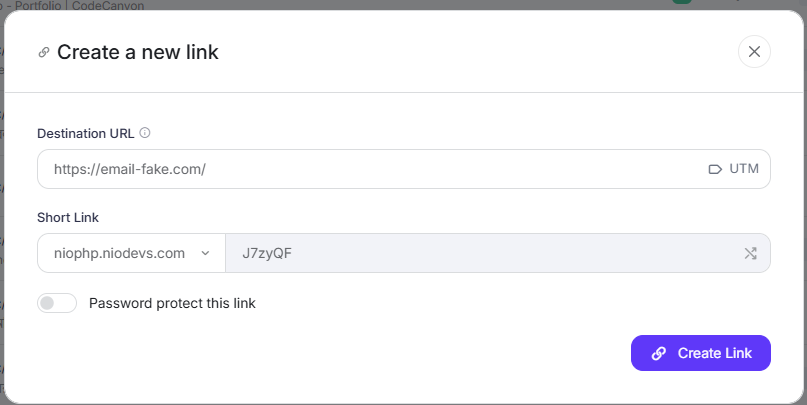 - Portfolio | CodeCanyon
Create a new link
Destination URL
https://email-fake.com/
UTM
Short Link
niophp.niodevs.com
J7zyQF
Password protect this link
Create Link